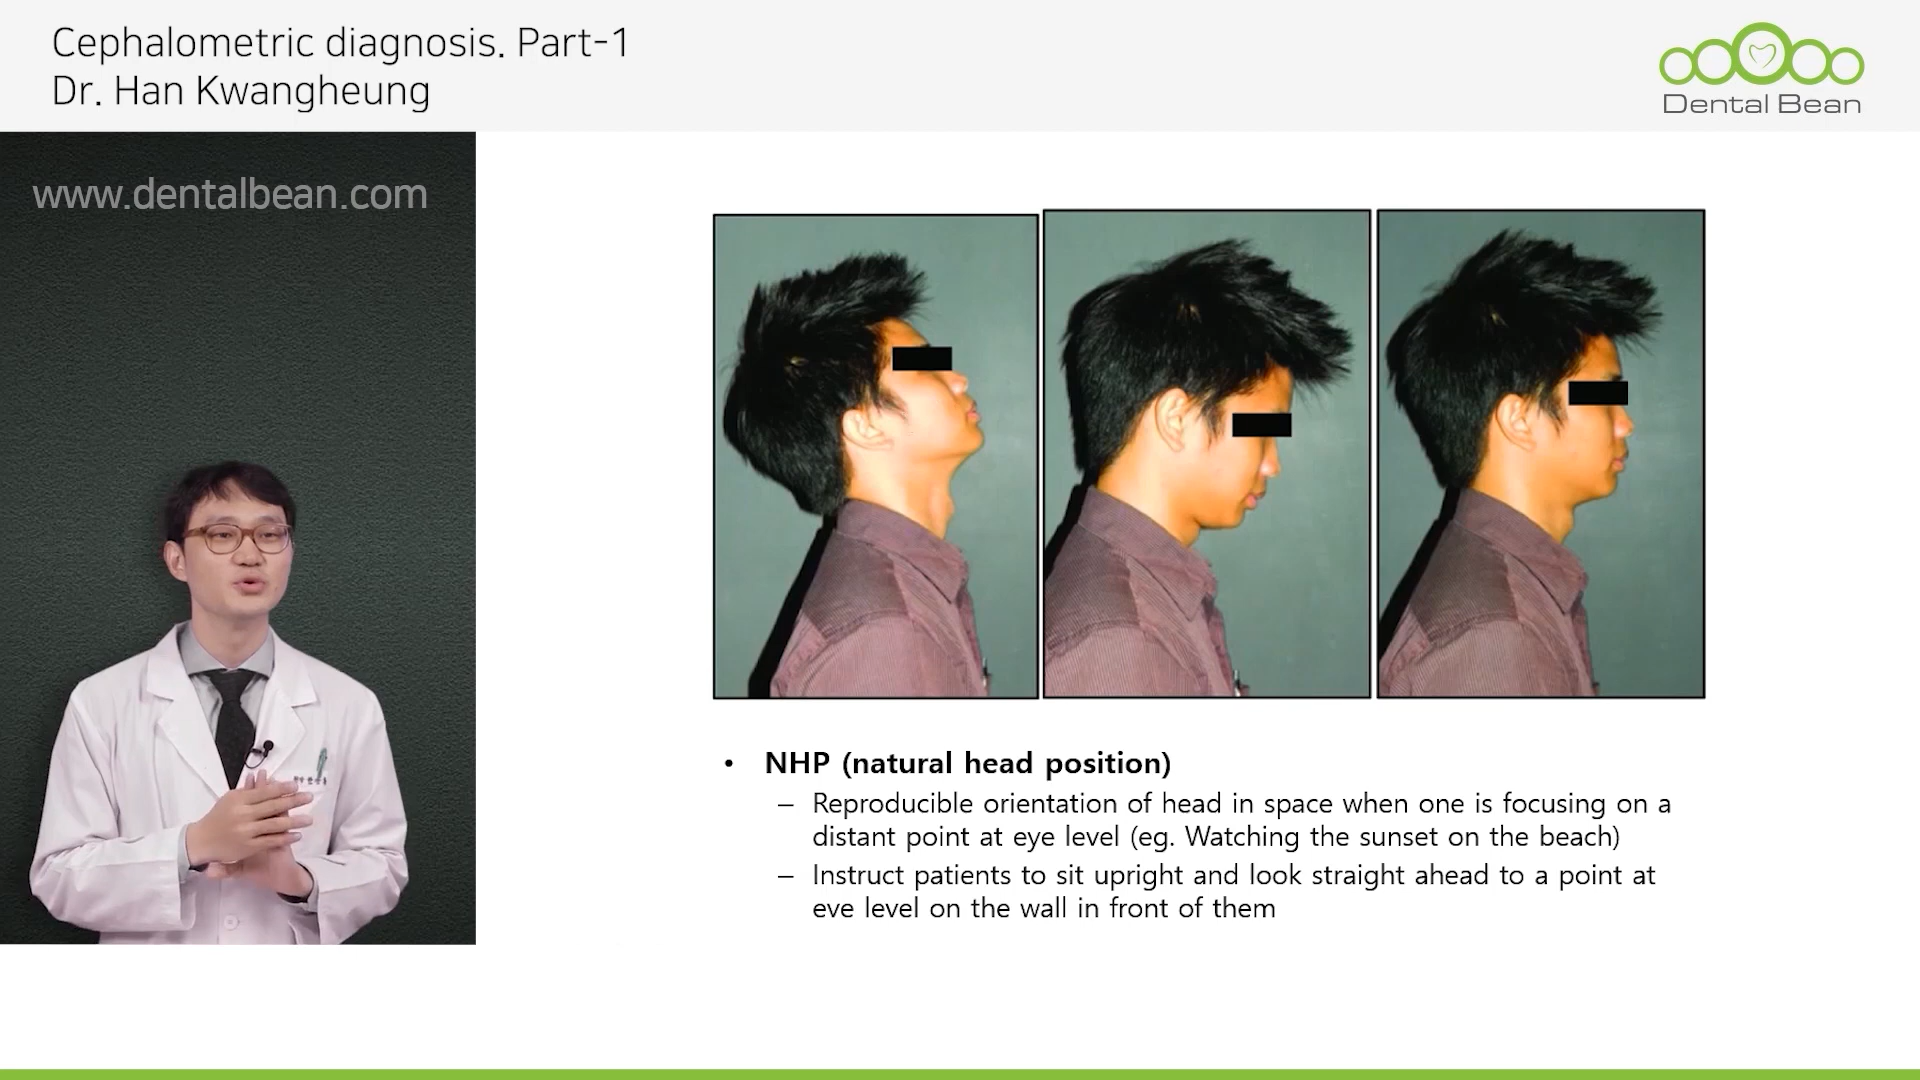 Cephalometric diagnosis. Part-1
Dr. Han Kwangheung
Dental Bean
www.dentalbean.com
• NHP (natural head position)
– Reproducible orientation of head in space when one is focusing on a
distant point at eye level (eg. Watching the sunset on the beach)
– Instruct patients to sit upright and look straight ahead to a point at
eve level on the wall in front of them